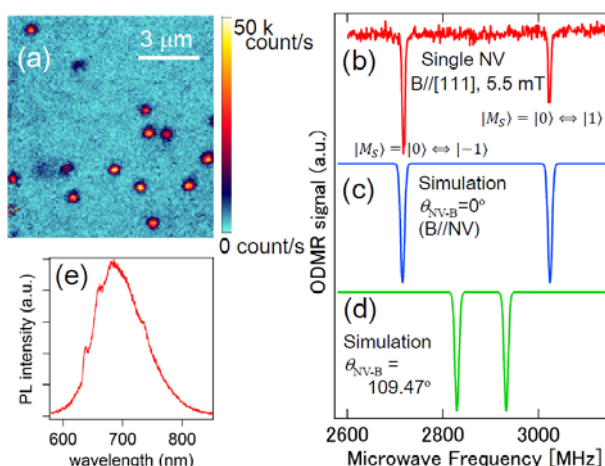 (a)
3 μm
50 k
count/s
0 count/s
(b)
Single NV
B//[111], 5.5 mT
|M_S⟩ = |0⟩ ⇔ |1⟩
|M_S⟩ = |0⟩ ⇔ |−1⟩
(c)
Simulation
θ_NV-B=0º
(B//NV)
(d)
Simulation
θ_NV-B =
109.47º
ODMR signal (a.u.)
2600
2800
3000
Microwave Frequency [MHz]
(e)
PL intensity (a.u.)
600
700
800
wavelength (nm)